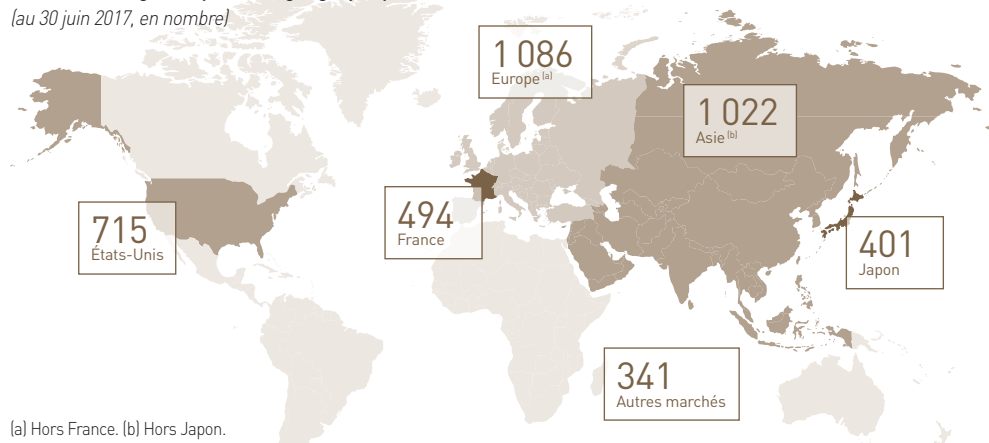 (au 30 juin 2017, en nombre)
1 086
Europe (a)
1 022
Asie (b)
715
États-Unis
494
France
401
Japon
341
Autres marchés
(a) Hors France. (b) Hors Japon.